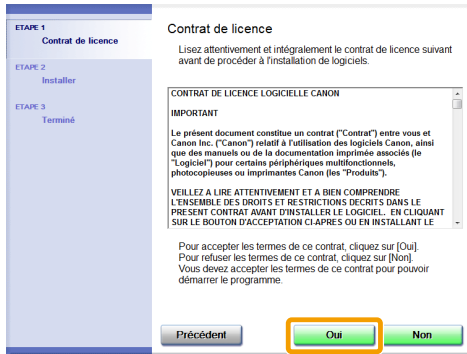 ETAPE 1
Contrat de licence
ETAPE 2
Installer
ETAPE 3
Terminé
Contrat de licence
Lisez attentivement et intégralement le contrat de licence suivant
avant de procéder à l'installation de logiciels.
CONTRAT DE LICENCE LOGICIELLE CANON
IMPORTANT
Le présent document constitue un contrat ("Contrat") entre vous et
Canon Inc. ("Canon") relatif à l'utilisation des logiciels Canon, ainsi
que des manuels ou de la documentation imprimée associés (le
"Logiciel") pour certains périphériques multifonctionnels,
photocopieuses ou imprimantes Canon (les "Produits").
VEILLEZ A LIRE ATTENTIVEMENT ET A BIEN COMPRENDRE
L'ENSEMBLE DES DROITS ET RESTRICTIONS DECRITS DANS LE
PRESENT CONTRAT AVANT D'INSTALLER LE LOGICIEL. EN CLIQUANT
SUR LE BOUTON D'ACCEPTATION CI-APRES OU EN INSTALLANT LE
Pour accepter les termes de ce contrat, cliquez sur [Oui].
Pour refuser les termes de ce contrat, cliquez sur [Non].
Vous devez accepter les termes de ce contrat pour pouvoir
démarrer le programme.
Précédent
Oui
Non